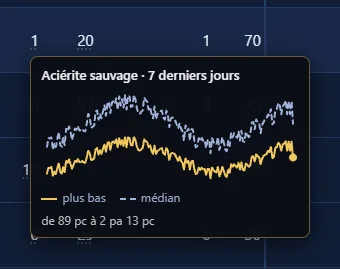 1 20 1 70
Aciérite sauvage · 7 derniers jours
1
plus bas médian
de 89 pc à 2 pa 13 pc